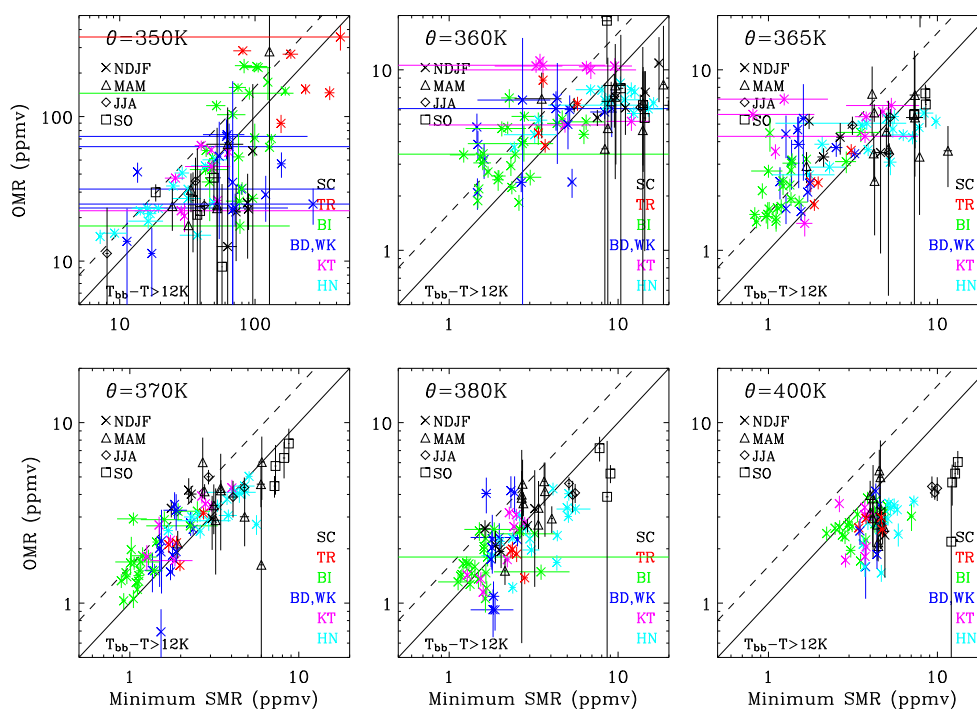 θ=350K
× NDJF
△ MAM
◇ JJA
□ SO
SC
TR
BI
BD,WK
KT
HN
Tbb-T>12K
100
10
10
100
OMR (ppmv)
θ=360K
× NDJF
△ MAM
◇ JJA
□ SO
SC
TR
BI
BD,WK
KT
HN
Tbb-T>12K
10
1
1
10
θ=365K
× NDJF
△ MAM
◇ JJA
□ SO
SC
TR
BI
BD,WK
KT
HN
Tbb-T>12K
10
1
1
10
θ=370K
× NDJF
△ MAM
◇ JJA
□ SO
SC
TR
BI
BD,WK
KT
HN
Tbb-T>12K
10
1
1
10
OMR (ppmv)
Minimum SMR (ppmv)
θ=380K
× NDJF
△ MAM
◇ JJA
□ SO
SC
TR
BI
BD,WK
KT
HN
Tbb-T>12K
10
1
1
10
Minimum SMR (ppmv)
θ=400K
× NDJF
△ MAM
◇ JJA
□ SO
SC
TR
BI
BD,WK
KT
HN
Tbb-T>12K
10
1
1
10
Minimum SMR (ppmv)